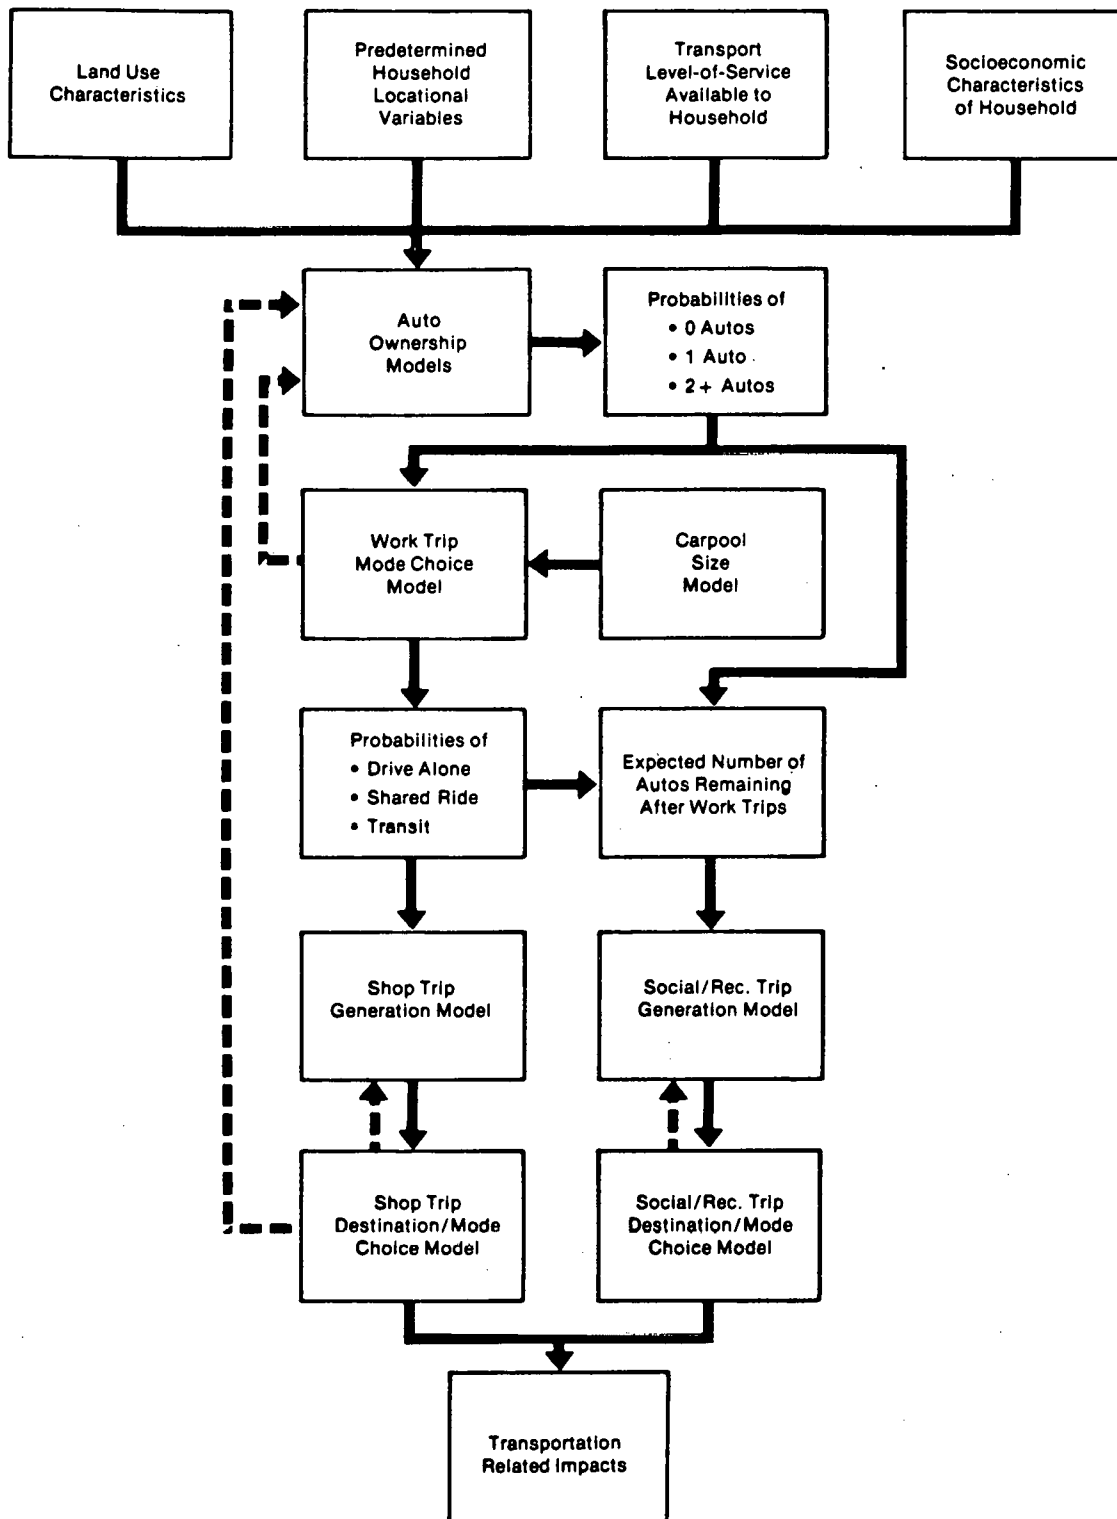 Land Use
Characteristics
Predetermined
Household
Locational
Variables
Transport
Level-of-Service
Available to
Household
Socioeconomic
Characteristics
of Household
Auto
Ownership
Models
Probabilities of
• 0 Autos
• 1 Auto
• 2+ Autos
Work Trip
Mode Choice
Model
Carpool
Size
Model
Probabilities of
• Drive Alone
• Shared Ride
• Transit
Expected Number of
Autos Remaining
After Work Trips
Shop Trip
Generation Model
Social/Rec. Trip
Generation Model
Shop Trip
Destination/Mode
Choice Model
Social/Rec. Trip
Destination/Mode
Choice Model
Transportation
Related Impacts